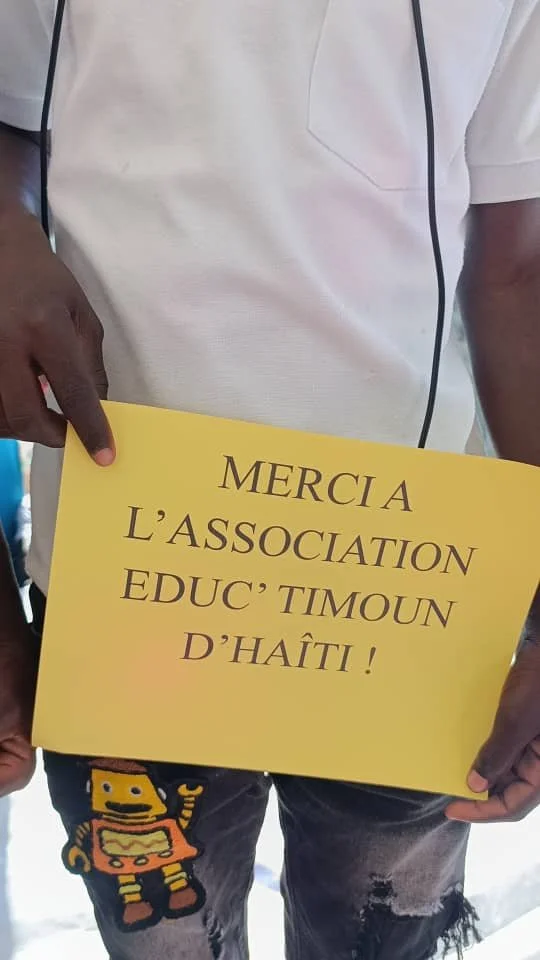 MERCI A
L'ASSOCIATION
EDUC' TIMOUN
D'HAÎTI !